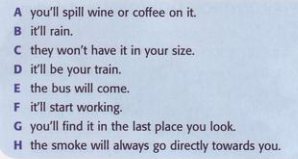 A you'll spill wine or coffee on it.
B it'll rain.
C they won't have it in your size.
D it'll be your train.
E the bus will come.
F it'll start working.
G you'll find it in the last place you look.
H the smoke will always go directly towards you.